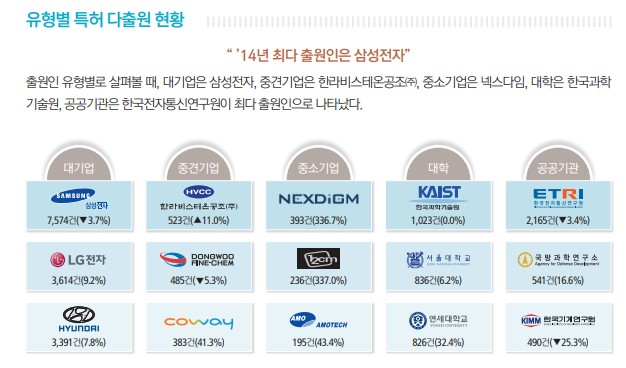 유형별 특허 다출원 현황
“ ’14년 최다 출원인은 삼성전자”
출원인 유형별로 살펴볼 때, 대기업은 삼성전자, 중견기업은 한라비스테온공조㈜, 중소기업은 넥스다임, 대학은 한국과학
기술원, 공공기관은 한국전자통신연구원이 최다 출원인으로 나타났다.
대기업 중견기업 중소기업 대학 공공기관
SAMSUNG 삼성전자 HVCC 한라비스테온공조(주) NEXDiGM KAIST 한국과학기술원 ETRI 한국전자통신연구원
7,574건(▼3.7%) 523건(▲11.0%) 393건(336.7%) 1,023건(0.0%) 2,165건(▼3.4%)
LG전자 DONGWOO FINE-CHEM 서울대학교 국방과학연구소 Agency for Defense Development
3,614건(9.2%) 485건(▼5.3%) 236건(337.0%) 836건(6.2%) 541건(16.6%)
HYUNDAI coway AMO AMOTECH 연세대학교 YONSEI UNIVERSITY KIMM 한국기계연구원
3,391건(7.8%) 383건(41.3%) 195건(43.4%) 826건(32.4%) 490건(▼25.3%)